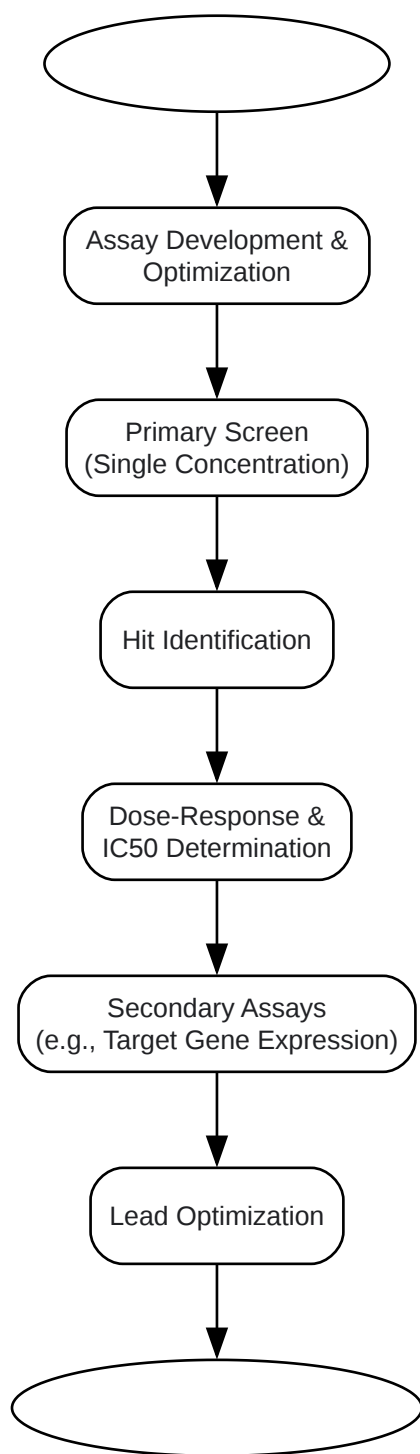 Assay Development &
Optimization
Primary Screen
(Single Concentration)
Hit Identification
Dose-Response &
IC50 Determination
Secondary Assays
(e.g., Target Gene Expression)
Lead Optimization